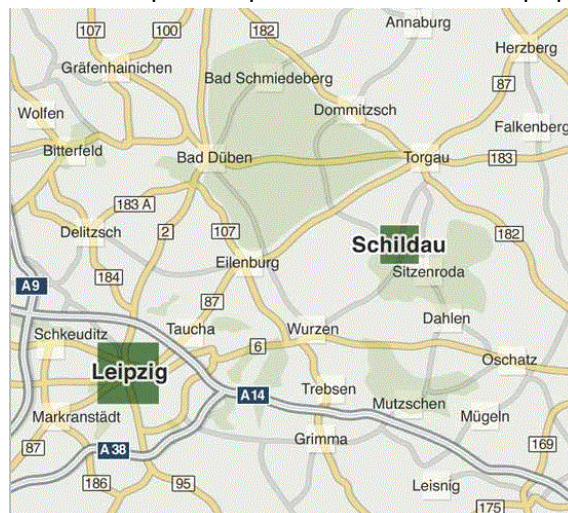 107
100
182
Annaburg
Herzberg
Gräfenhainichen
Bad Schmiedeberg
87
Wolfen
Dommitzsch
Falkenberg
Bitterfeld
Bad Düben
Torgau
183
183 A
Delitzsch
2
107
182
Schildau
Eilenburg
Sitzenroda
184
A9
87
Schkeuditz
Taucha
Wurzen
Dahlen
6
Oschatz
Leipzig
A14
Trebsen
Mutzschen
Mügeln
Markranstädt
87
A 38
Grimma
169
186
95
Leisnig
175